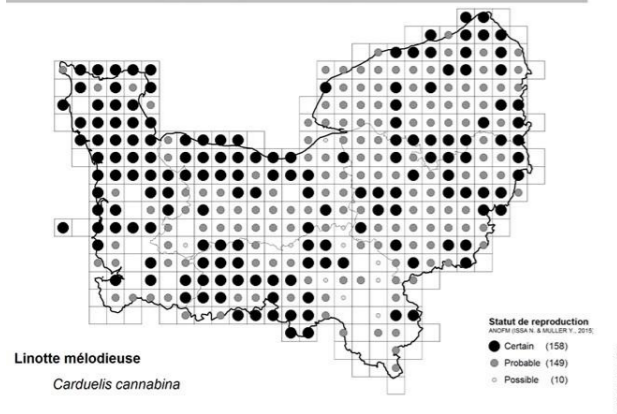 Statut de reproduction
ANOFM (ISSA N. & MULLER Y., 2015)
Certain (158)
Probable (149)
Possible (10)
Linotte mélodieuse
Carduelis cannabina